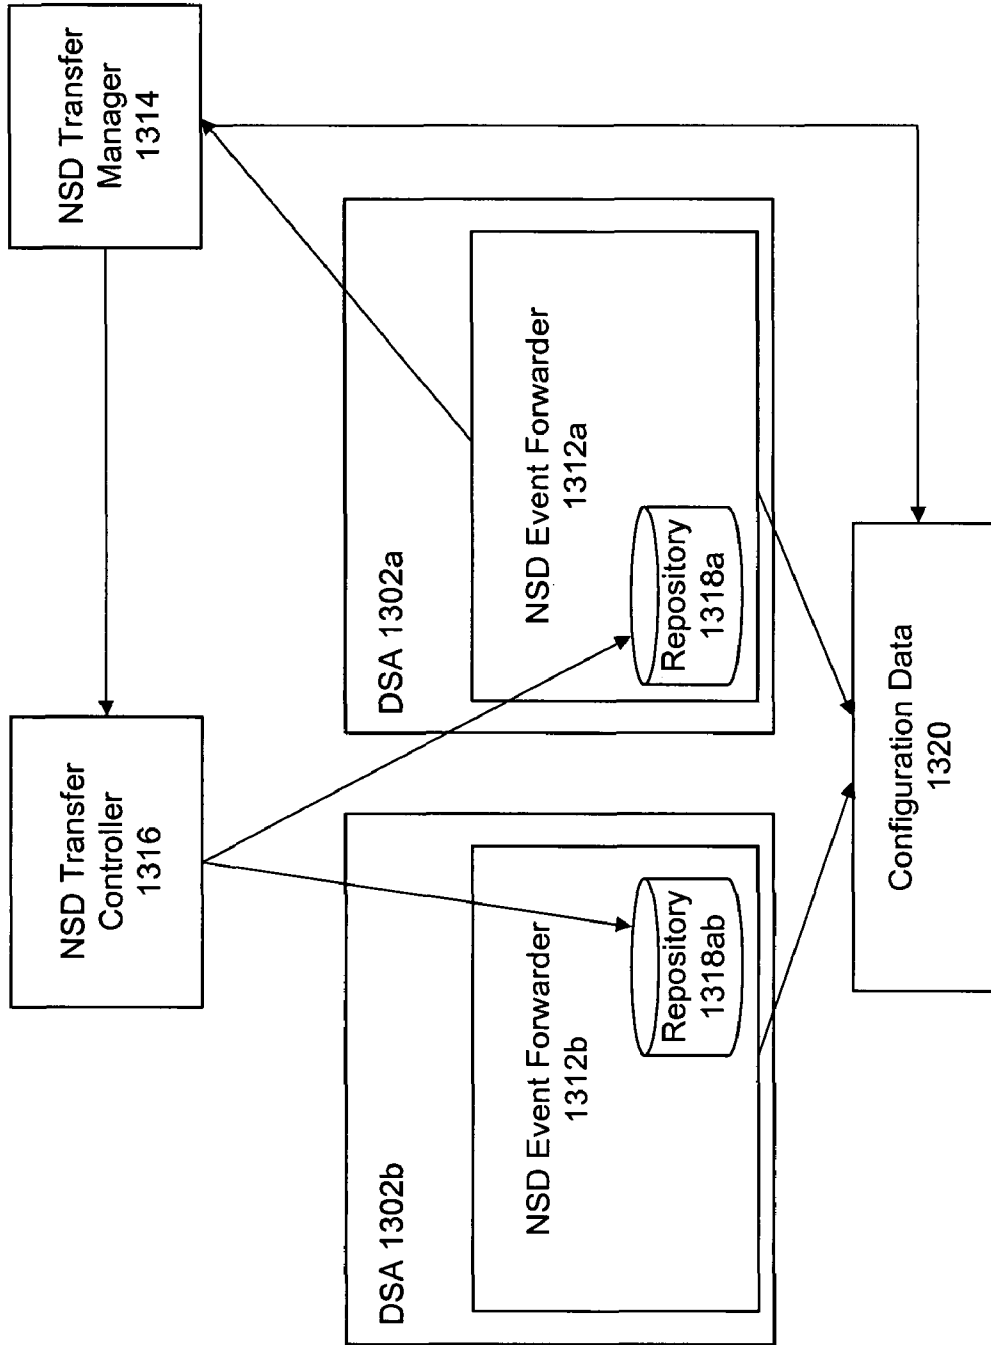 NSD Transfer
Controller
1316
NSD Transfer
Manager
1314
DSA 1302b
NSD Event Forwarder
1312b
Repository
1318ab
DSA 1302a
NSD Event Forwarder
1312a
Repository
1318a
Configuration Data
1320